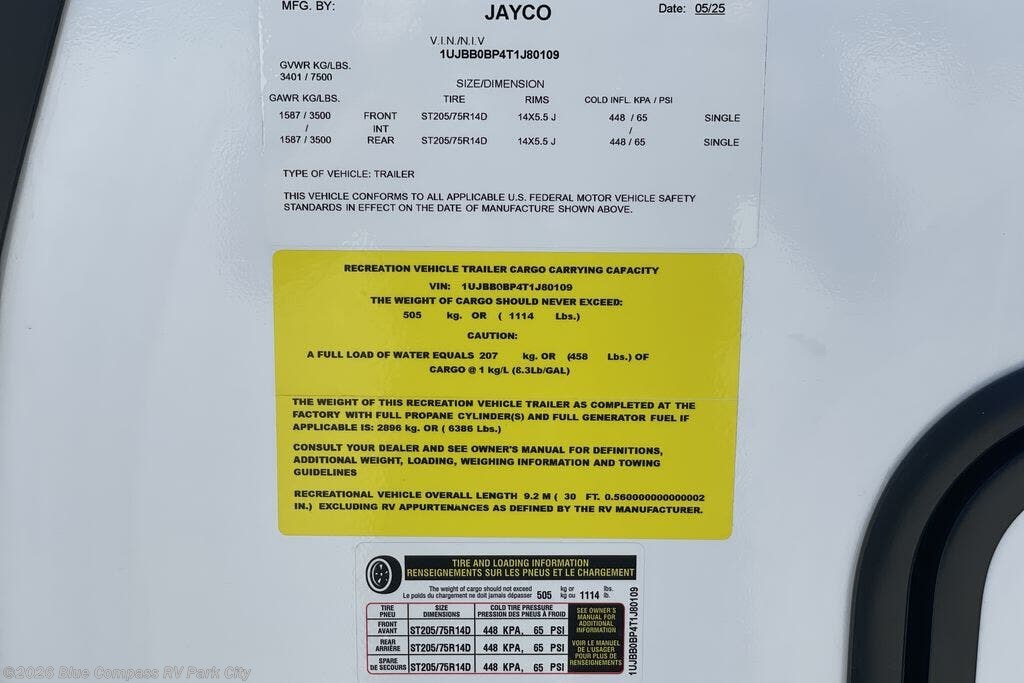 MFG. BY: JAYCO Date: 05/25
V.I.N./N.I.V
1UJBB0BP4T1J80109
GVWR KG/LBS.
3401 / 7500
SIZE/DIMENSION
GAWR KG/LBS. TIRE RIMS COLD INFL. KPA / PSI
1587 / 3500 FRONT ST205/75R14D 14X5.5 J 448 / 65 SINGLE
/ INT /
1587 / 3500 REAR ST205/75R14D 14X5.5 J 448 / 65 SINGLE
TYPE OF VEHICLE: TRAILER
THIS VEHICLE CONFORMS TO ALL APPLICABLE U.S. FEDERAL MOTOR VEHICLE SAFETY
STANDARDS IN EFFECT ON THE DATE OF MANUFACTURE SHOWN ABOVE.
RECREATION VEHICLE TRAILER CARGO CARRYING CAPACITY
VIN: 1UJBB0BP4T1J80109
THE WEIGHT OF CARGO SHOULD NEVER EXCEED:
505 kg. OR ( 1114 Lbs.)
CAUTION:
A FULL LOAD OF WATER EQUALS 207 kg. OR (458 Lbs.) OF
CARGO @ 1 kg/L (8.3Lb/GAL)
THE WEIGHT OF THIS RECREATION VEHICLE TRAILER AS COMPLETED AT THE
FACTORY WITH FULL PROPANE CYLINDER(S) AND FULL GENERATOR FUEL IF
APPLICABLE IS: 2896 kg. OR ( 6386 Lbs.)
CONSULT YOUR DEALER AND SEE OWNER'S MANUAL FOR DEFINITIONS,
ADDITIONAL WEIGHT, LOADING, WEIGHING INFORMATION AND TOWING
GUIDELINES
RECREATIONAL VEHICLE OVERALL LENGTH 9.2 M ( 30 FT. 0.560000000000002
IN.) EXCLUDING RV APPURTENANCES AS DEFINED BY THE RV MANUFACTURER.
TIRE AND LOADING INFORMATION
RENSEIGNEMENTS SUR LES PNEUS ET LE CHARGEMENT
The weight of cargo should not exceed 505 kg or 1114 lbs.
Le poids du chargement ne doit jamais dépasser kg ou lb.
TIRE SIZE COLD TIRE PRESSURE
PNEU DIMENSIONS PRESSION DES PNEUS À FROID
FRONT
AVANT ST205/75R14D 448 KPA, 65 PSI
REAR
ARRIÈRE ST205/75R14D 448 KPA, 65 PSI
SPARE
DE SECOURS ST205/75R14D 448 KPA, 65 PSI
SEE OWNER'S
MANUAL FOR
ADDITIONAL
INFORMATION
VOIR LE MANUEL
DE L'USAGER
POUR PLUS DE
RENSEIGNEMENTS
1UJBB0BP4T1J80109
©2026 Blue Compass RV Park City